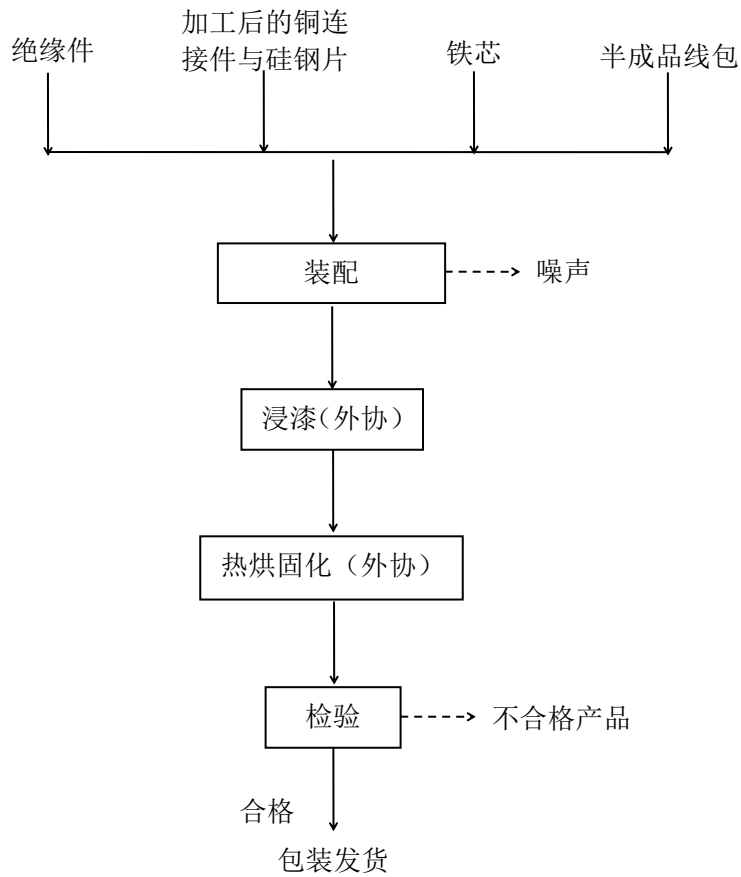 绝缘件
加工后的铜连
接件与硅钢片
铁芯
半成品线包
装配
噪声
浸漆（外协）
热烘固化（外协）
检验
不合格产品
合格
包装发货